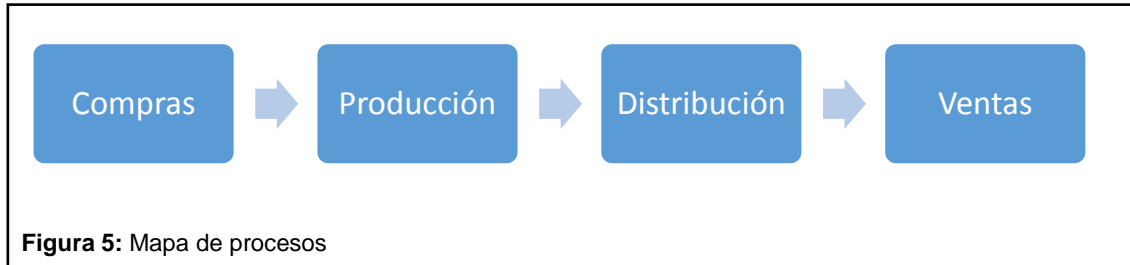 Compras
Producción
Distribución
Ventas
Figura 5: Mapa de procesos